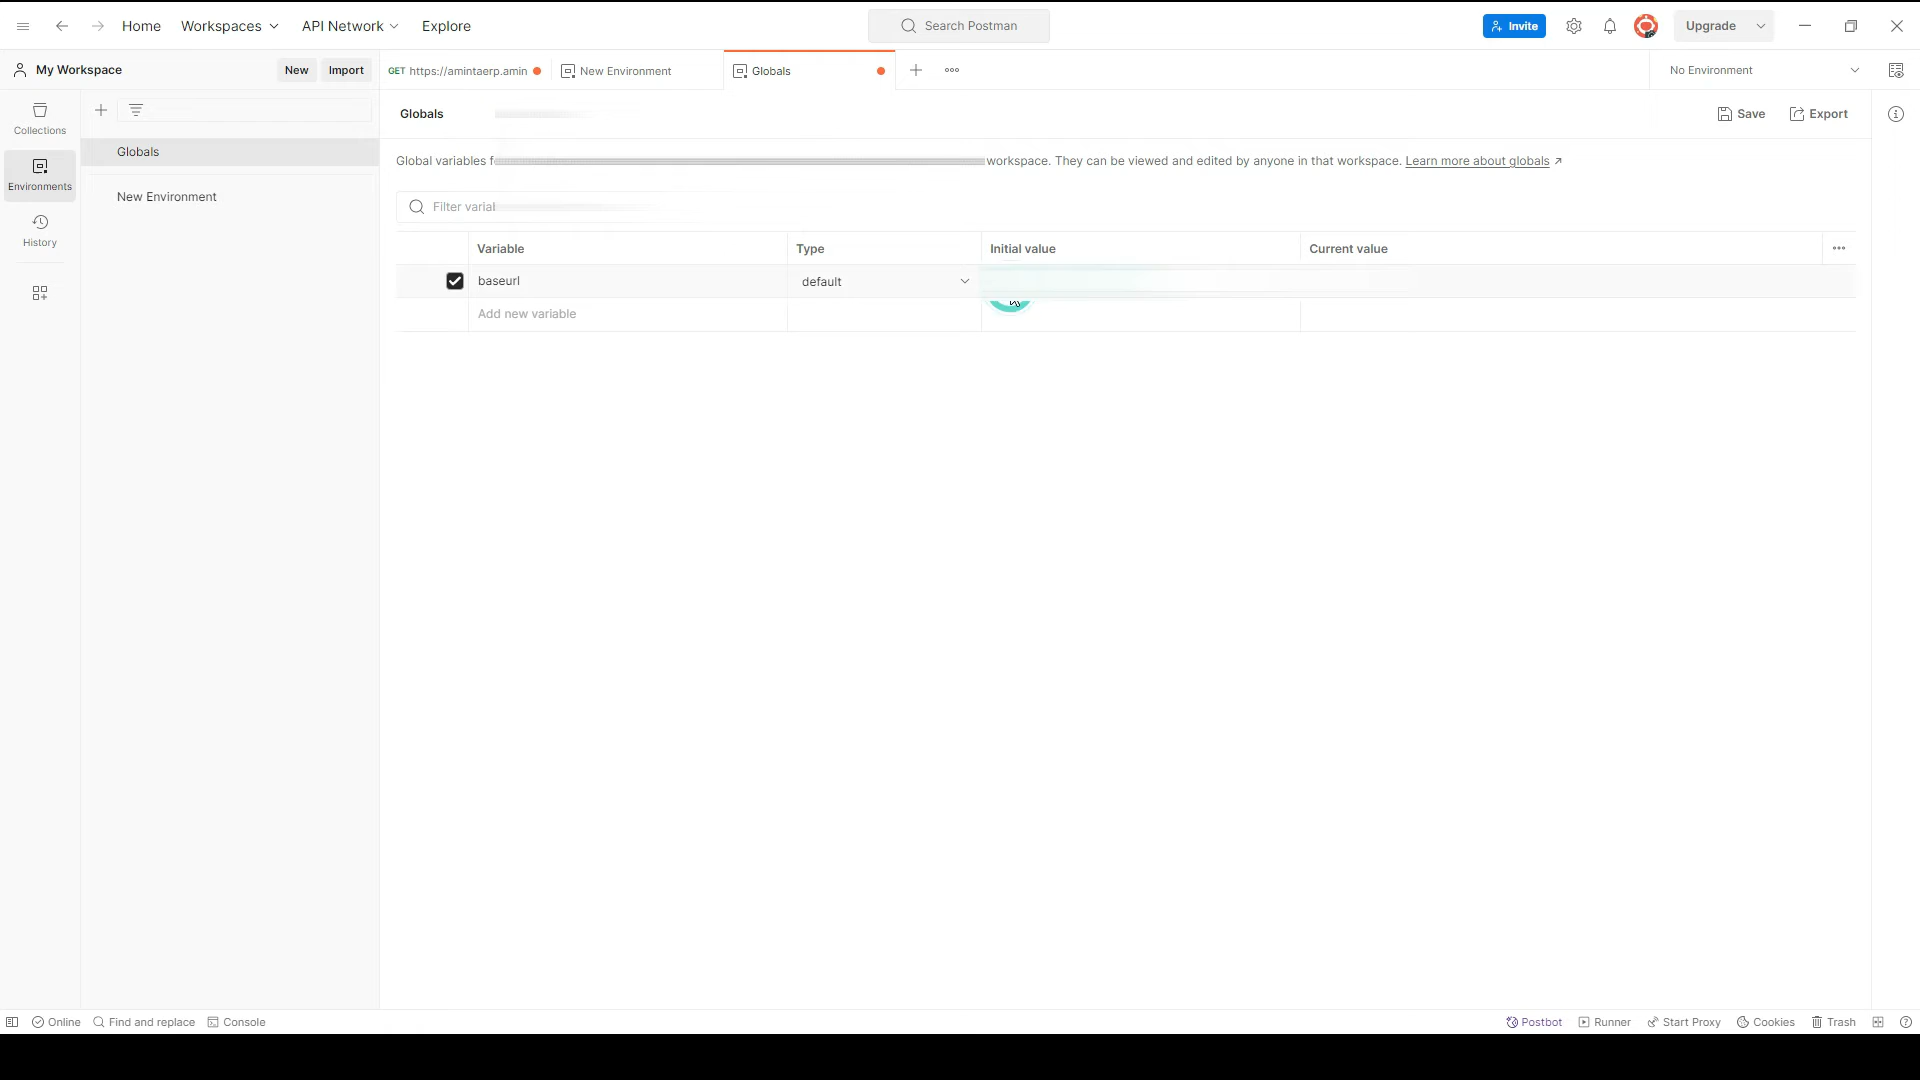 Home Workspaces API Network Explore Search Postman Invite Upgrade
My Workspace New Import GET https://amintaerp.amin New Environment Globals No Environment
Collections
Environments
History
Globals
New Environment
Globals Save Export
Global variables workspace. They can be viewed and edited by anyone in that workspace. Learn more about globals
Filter
Variable Type Initial value Current value
baseurl default
Add new variable
Online Find and replace Console Postbot Runner Start Proxy Cookies Trash